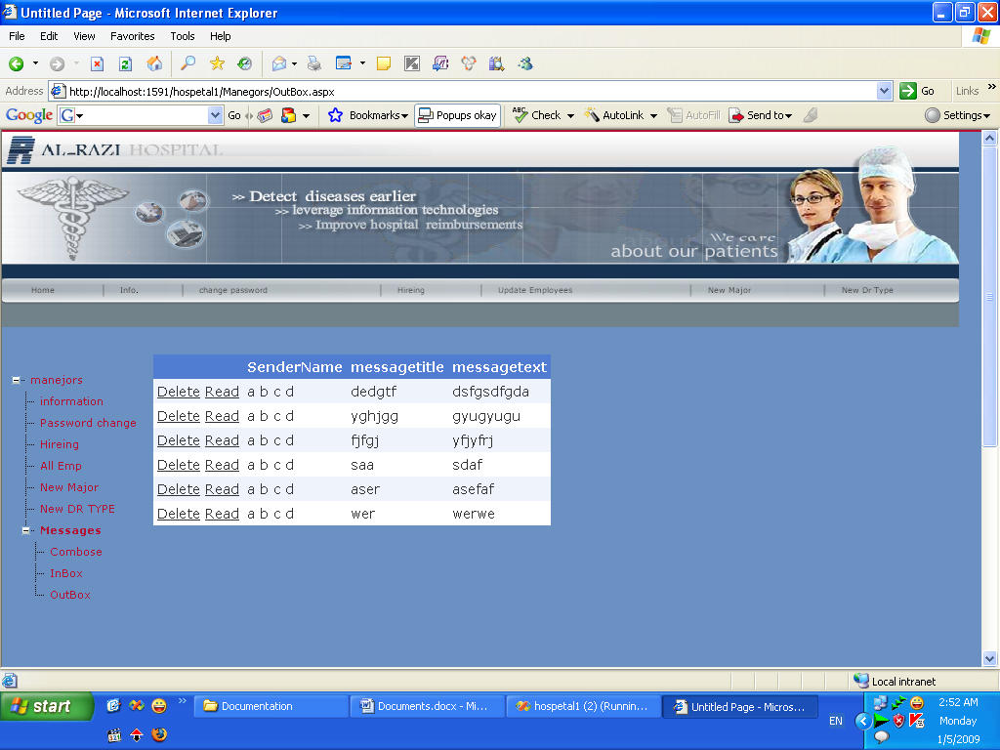 Untitled Page - Microsoft Internet Explorer
File Edit View Favorites Tools Help
Address http://localhost:1591/hospetal1/Manegors/OutBox.aspx Go Links »
Google G Go Bookmarks Popups okay ABC Check AutoLink AutoFill Send to Settings
AL-RAZI HOSPITAL
>> Detect diseases earlier
>> leverage information technologies
>> Improve hospital reimbursements
about We care
about our patients
Home Info. change password Hireing Update Employees New Major New Dr Type
SenderName messagetitle messagetext
Delete Read a b c d dedgtf dsfgsdfgda
Delete Read a b c d yghjgg gyugyugu
Delete Read a b c d fjfgj yfjyfrj
Delete Read a b c d saa sdaf
Delete Read a b c d aser asefaf
Delete Read a b c d wer werwe
manejors
information
Password change
Hireing
All Emp
New Major
New DR TYPE
Messages
Combose
InBox
OutBox
Local intranet
start » Documentation Documents.docx - Mi... hospetal1 (2) (Runnin... Untitled Page - Micros... EN
2:52 AM
Monday
1/5/2009